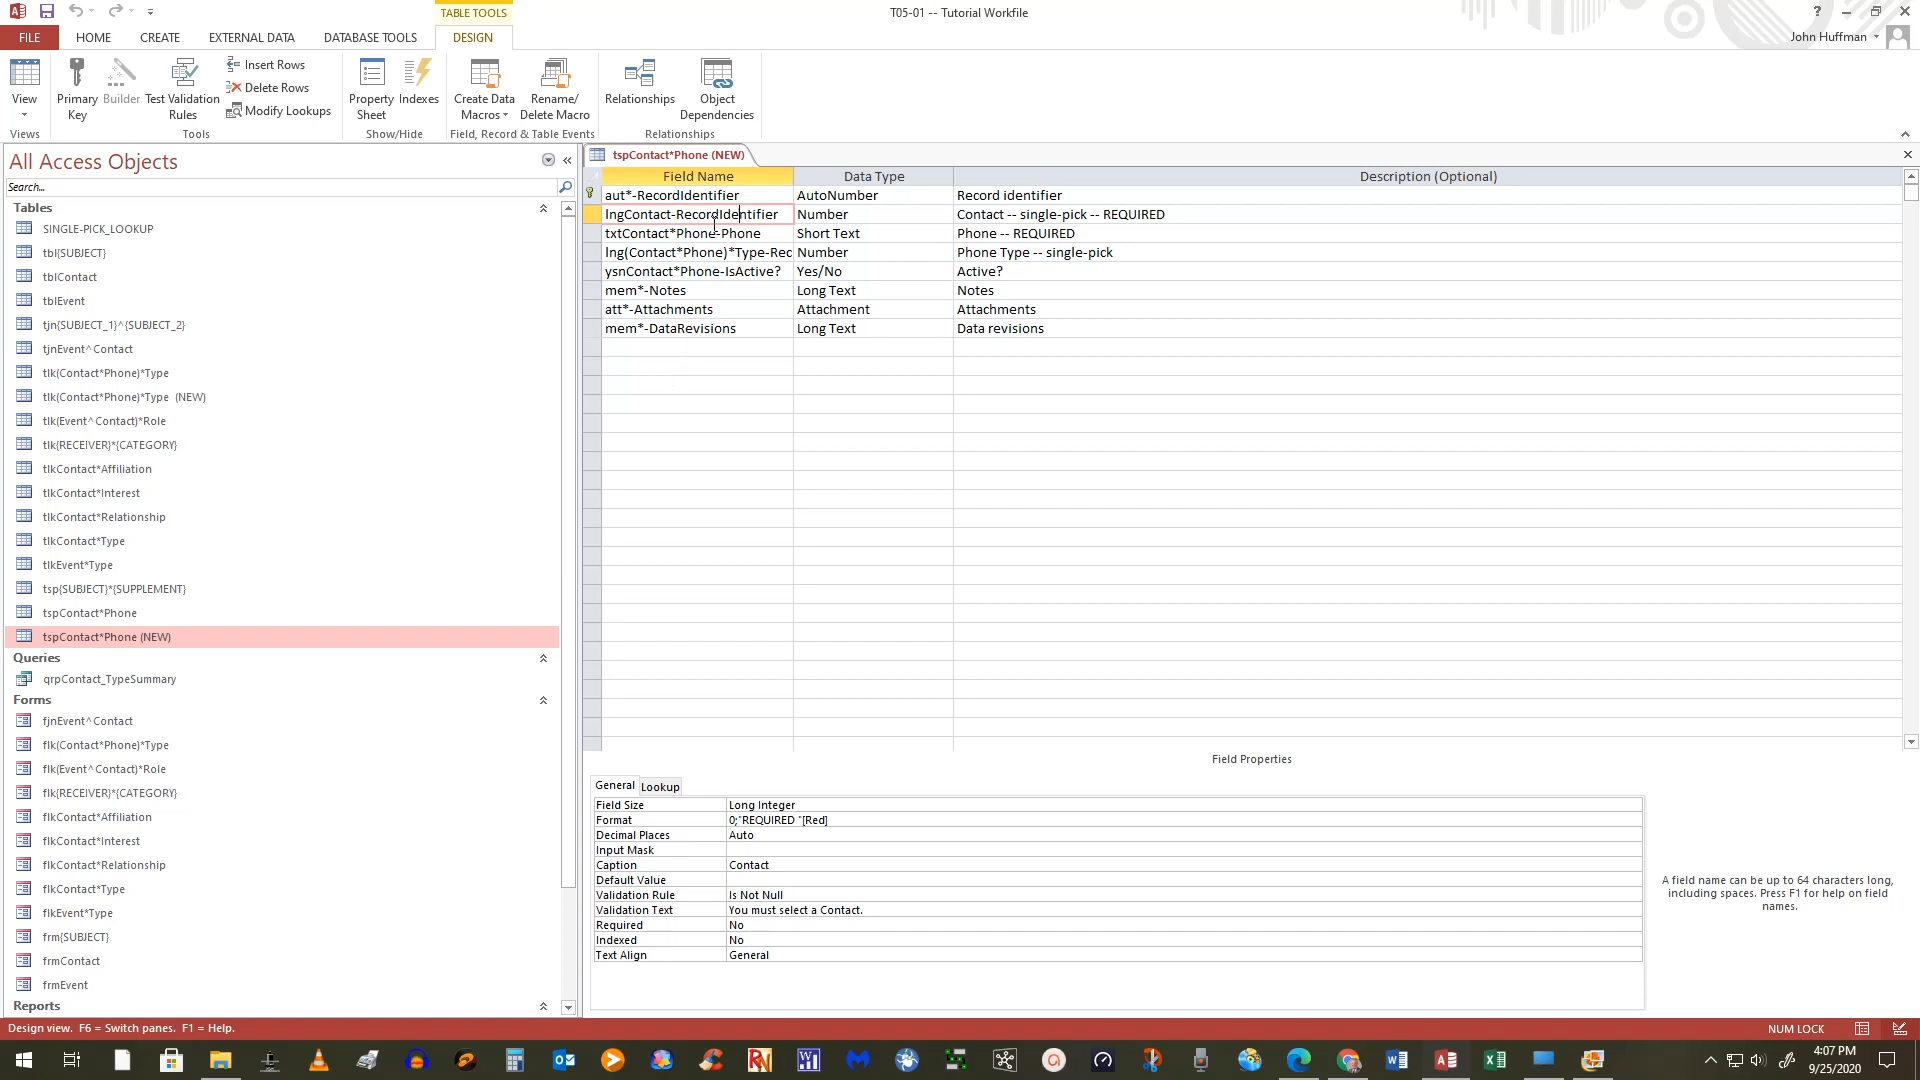 TABLE TOOLS
T05-01 -- Tutorial Workfile
?
FILE
HOME
CREATE
EXTERNAL DATA
DATABASE TOOLS
DESIGN
John Huffman
View
Primary Key
Builder
Test Validation Rules
Insert Rows
Delete Rows
Modify Lookups
Property Sheet
Indexes
Create Data Macros
Rename/ Delete Macro
Relationships
Object Dependencies
Views
Tools
Show/Hide
Field, Record & Table Events
Relationships
All Access Objects
Search...
Tables
SINGLE-PICK_LOOKUP
tbl{SUBJECT}
tblContact
tblEvent
tjn{SUBJECT_1}^{SUBJECT_2}
tjnEvent^Contact
tlk(Contact*Phone)*Type
tlk(Contact*Phone)*Type (NEW)
tlk(Event^Contact)*Role
tlk{RECEIVER}*{CATEGORY}
tlkContact*Affiliation
tlkContact*Interest
tlkContact*Relationship
tlkContact*Type
tlkEvent*Type
tsp{SUBJECT}*{SUPPLEMENT}
tspContact*Phone
tspContact*Phone (NEW)
Queries
qrpContact_TypeSummary
Forms
fjnEvent^Contact
flk(Contact*Phone)*Type
flk(Event^Contact)*Role
flk{RECEIVER}*{CATEGORY}
flkContact*Affiliation
flkContact*Interest
flkContact*Relationship
flkContact*Type
flkEvent*Type
frm{SUBJECT}
frmContact
frmEvent
Reports
tspContact*Phone (NEW)
Field Name Data Type Description (Optional)
aut*-RecordIdentifier AutoNumber Record identifier
lngContact-RecordIdentifier Number Contact -- single-pick -- REQUIRED
txtContact*Phone-Phone Short Text Phone -- REQUIRED
lng(Contact*Phone)*Type-Rec Number Phone Type -- single-pick
ysnContact*Phone-IsActive? Yes/No Active?
mem*-Notes Long Text Notes
att*-Attachments Attachment Attachments
mem*-DataRevisions Long Text Data revisions
Field Properties
General Lookup
Field Size Long Integer
Format 0;"REQUIRED "[Red]
Decimal Places Auto
Input Mask
Caption Contact
Default Value
Validation Rule Is Not Null
Validation Text You must select a Contact.
Required No
Indexed No
Text Align General
A field name can be up to 64 characters long,
including spaces. Press F1 for help on field
names.
Design view. F6 = Switch panes. F1 = Help.
NUM LOCK
4:07 PM
9/25/2020